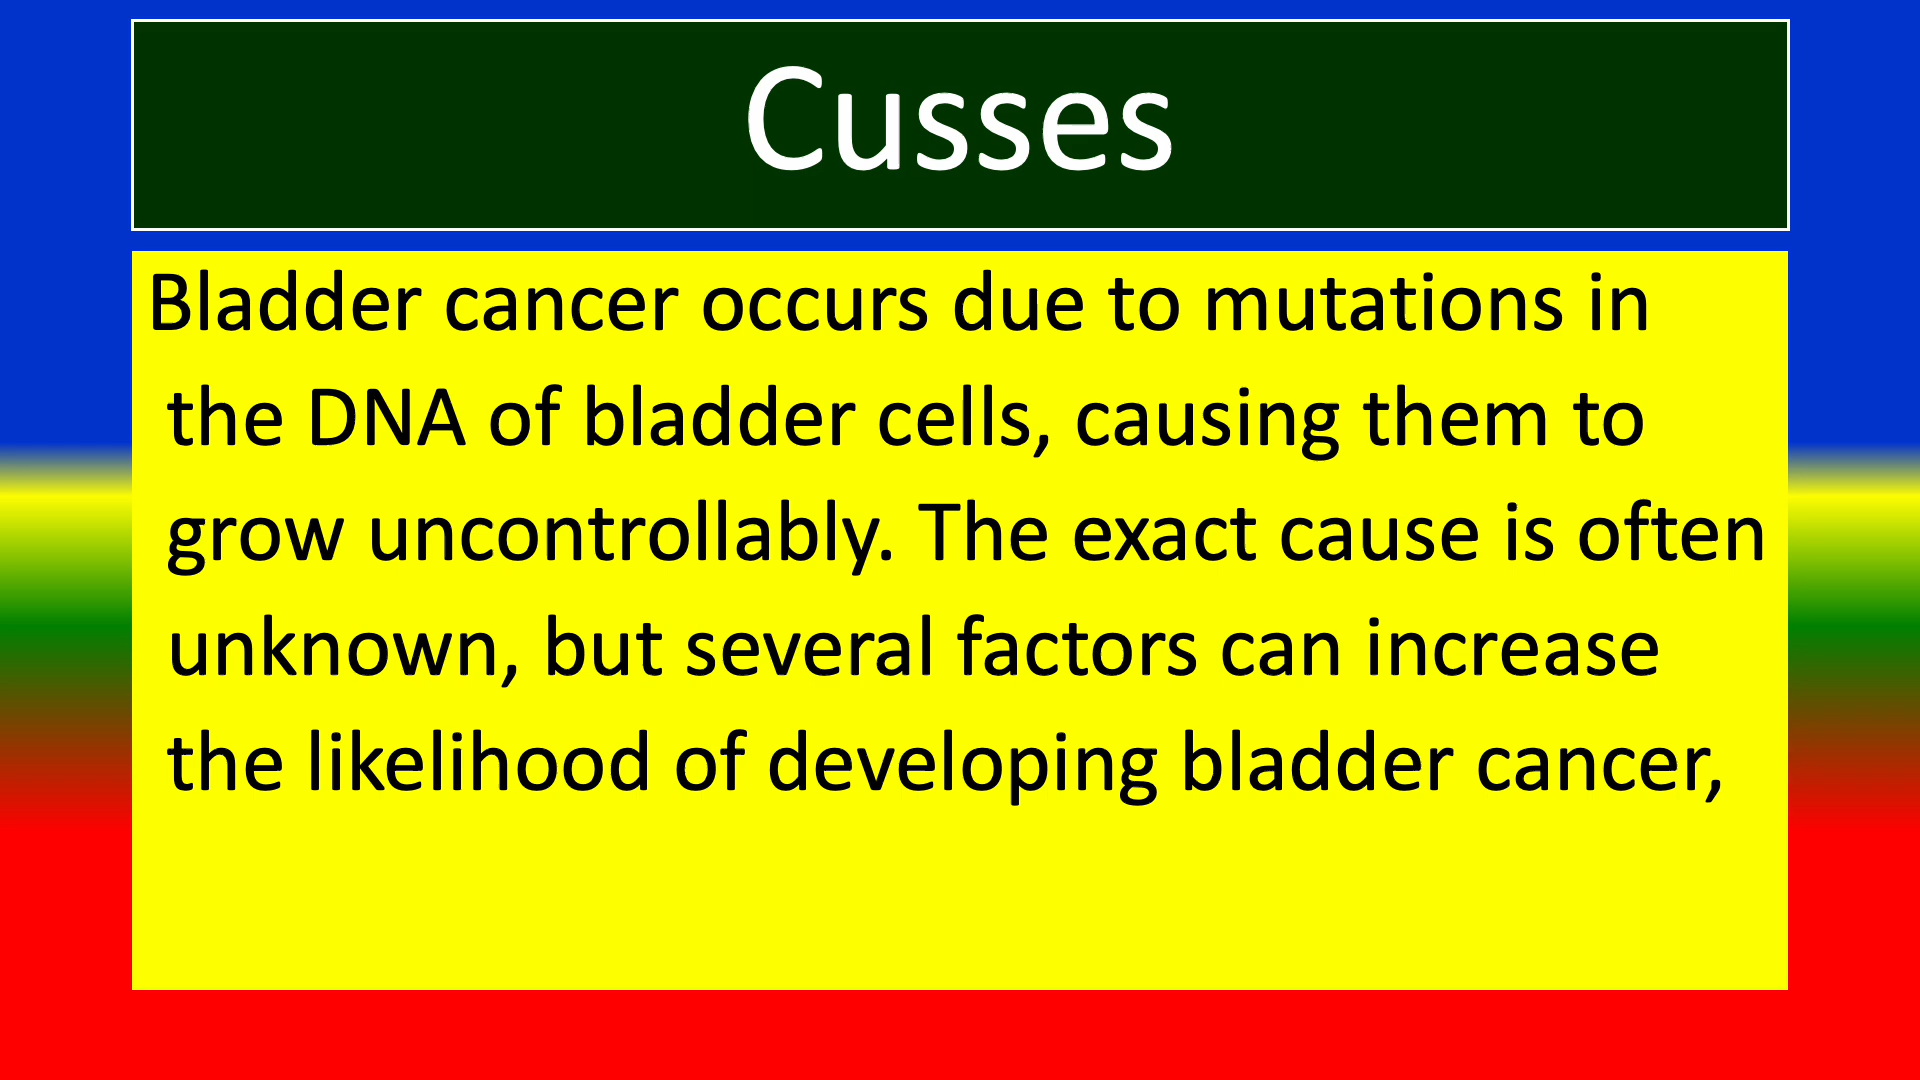 Cusses
Bladder cancer occurs due to mutations in
the DNA of bladder cells, causing them to
grow uncontrollably. The exact cause is often
unknown, but several factors can increase
the likelihood of developing bladder cancer,